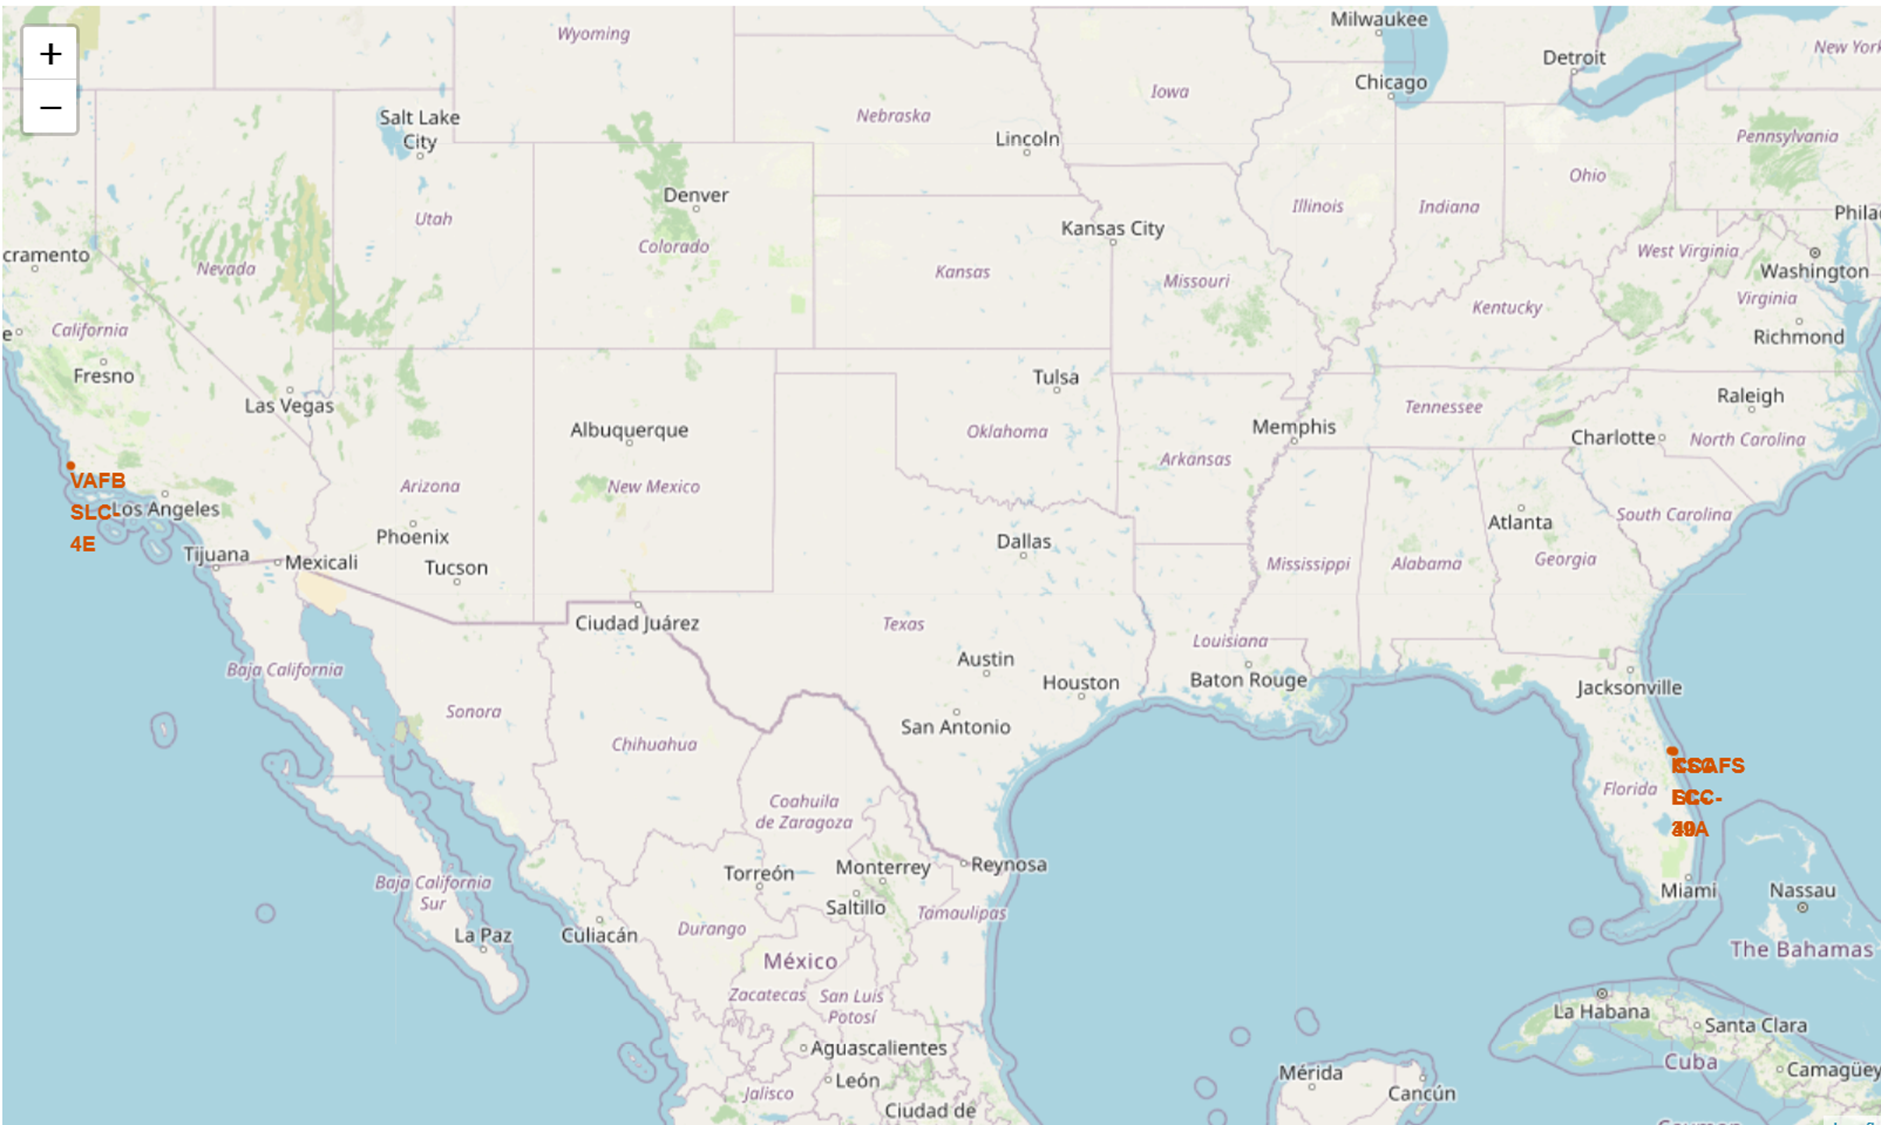 Milwaukee
Wyoming
New York
+
Detroit
Chicago
Iowa
−
Salt Lake
City
Nebraska
Lincoln
Pennsylvania
Ohio
Denver
Utah
Illinois
Indiana
Kansas City
Colorado
cramento
Nevada
Kansas
Missouri
West Virginia
Washington
Virginia
Kentucky
California
Richmond
Fresno
Las Vegas
Tulsa
Raleigh
Tennessee
Albuquerque
Oklahoma
Memphis
Charlotte
North Carolina
Arkansas
VAFB
SLC-
4E
Los Angeles
Arizona
New Mexico
South Carolina
Atlanta
Phoenix
Dallas
Tijuana
Mexicali
Tucson
Mississippi
Alabama
Georgia
Ciudad Juárez
Texas
Louisiana
Baja California
Austin
Houston
Baton Rouge
Jacksonville
Sonora
San Antonio
Chihuahua
Florida
Coahuila
de Zaragoza
Torreón
Monterrey
Reynosa
Baja California
Sur
Saltillo
Tamaulipas
Miami
Nassau
La Paz
Culiacán
Durango
México
The Bahamas
Zacatecas
San Luis
Potosí
La Habana
Santa Clara
Aguascalientes
Cuba
León
Mérida
Camagüey
Jalisco
Cancún
Ciudad de